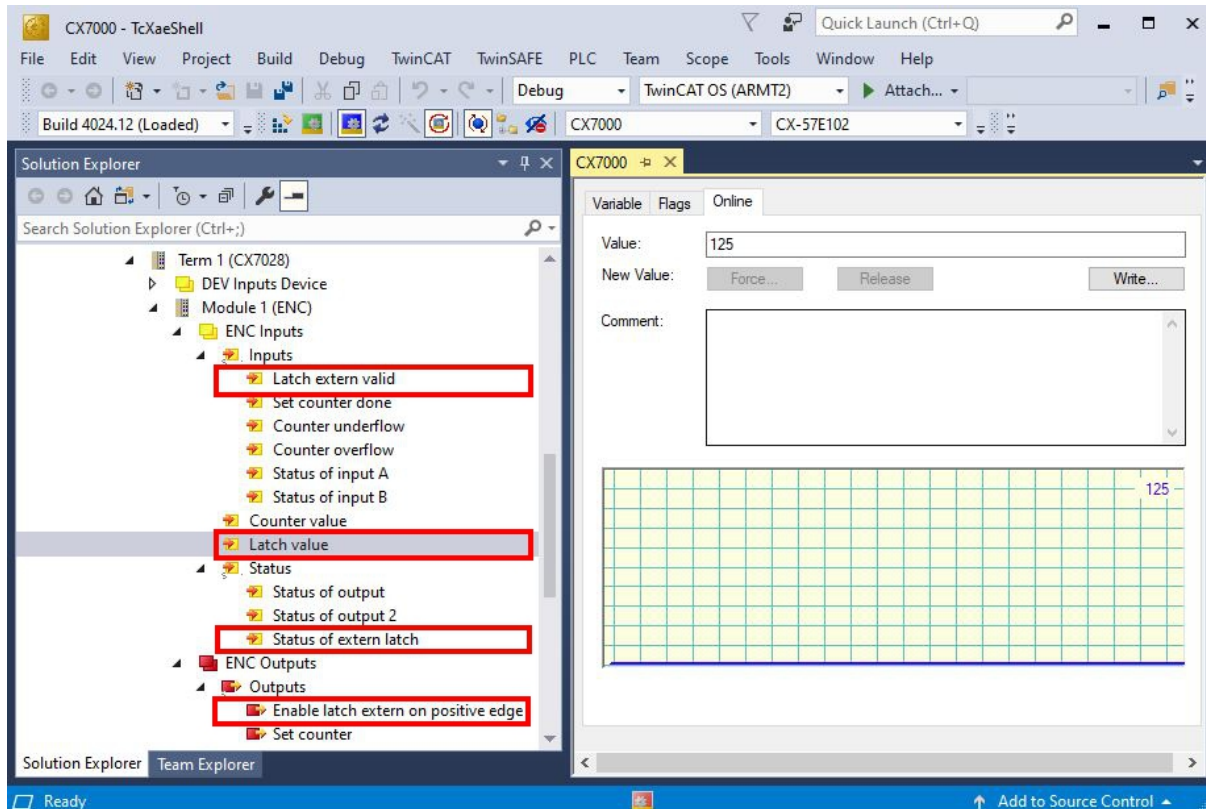 CX7000 - TcXaeShell
Quick Launch (Ctrl+Q)
File Edit View Project Build Debug TwinCAT TwinSAFE PLC Team Scope Tools Window Help
Debug TwinCAT OS (ARMT2) Attach...
Build 4024.12 (Loaded) CX7000 CX-57E102
Solution Explorer
Search Solution Explorer (Ctrl+;)
Term 1 (CX7028)
DEV Inputs Device
Module 1 (ENC)
ENC Inputs
Inputs
Latch extern valid
Set counter done
Counter underflow
Counter overflow
Status of input A
Status of input B
Counter value
Latch value
Status
Status of output
Status of output 2
Status of extern latch
ENC Outputs
Outputs
Enable latch extern on positive edge
Set counter
Solution Explorer Team Explorer
CX7000
Variable Flags Online
Value: 125
New Value: Force... Release Write...
Comment:
125
Ready
Add to Source Control